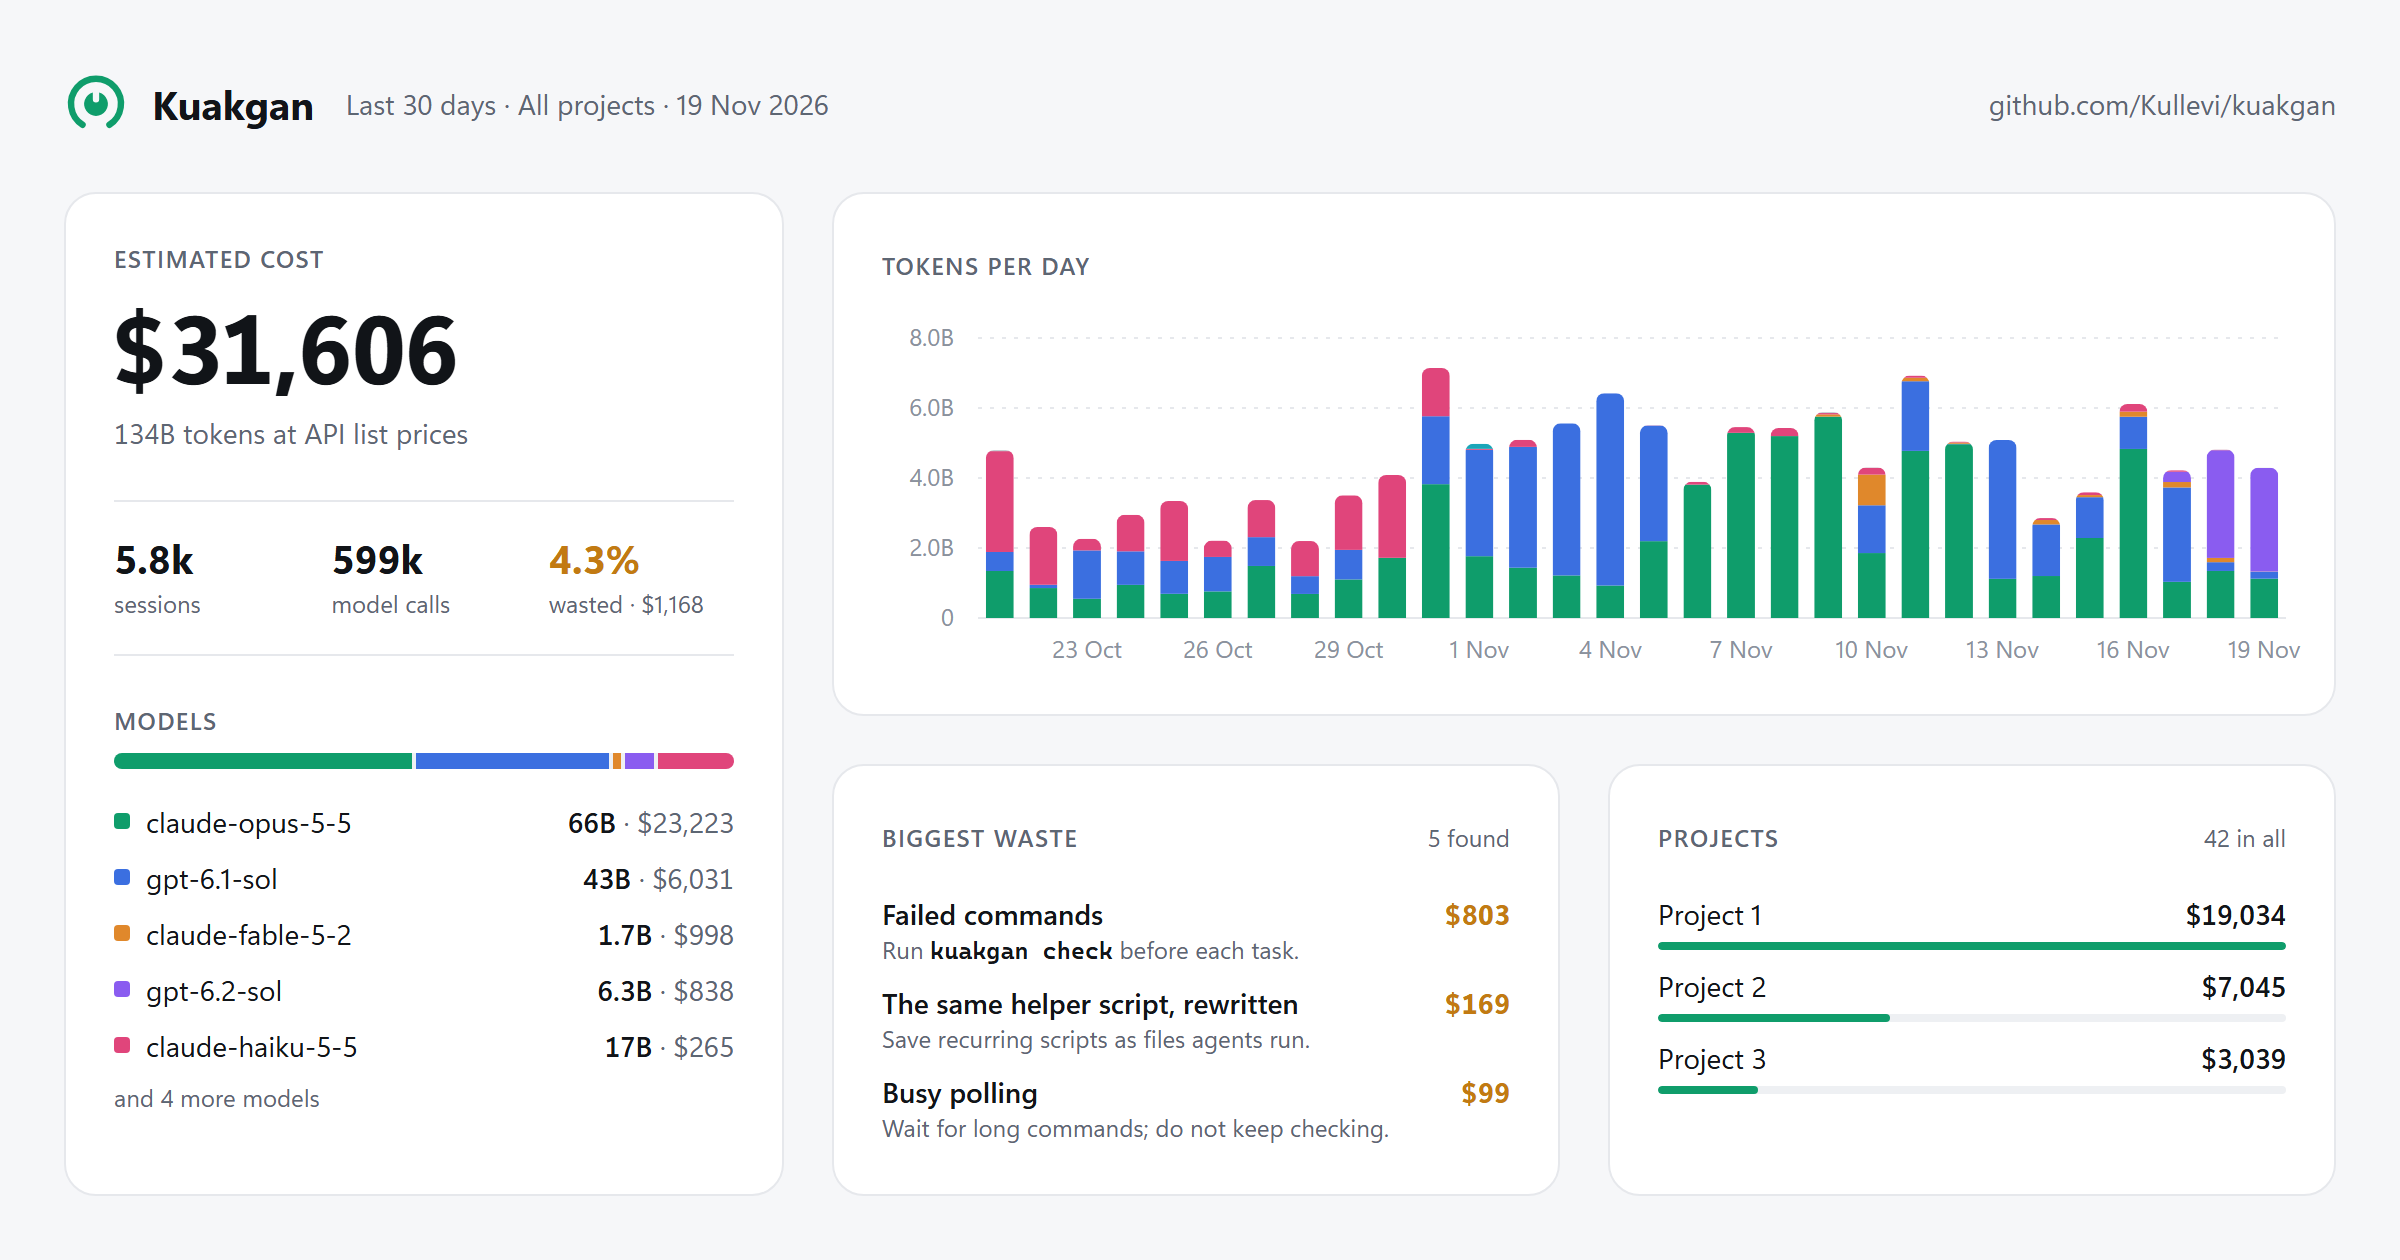 Kuakgan
Last 30 days · All projects · 19 Nov 2026
github.com/Kullevi/kuakgan
ESTIMATED COST
$31,606
134B tokens at API list prices
5.8k
sessions
599k
model calls
4.3%
wasted · $1,168
MODELS
claude-opus-5-5 66B · $23,223
gpt-6.1-sol 43B · $6,031
claude-fable-5-2 1.7B · $998
gpt-6.2-sol 6.3B · $838
claude-haiku-5-5 17B · $265
and 4 more models
TOKENS PER DAY
8.0B
6.0B
4.0B
2.0B
0
23 Oct 26 Oct 29 Oct 1 Nov 4 Nov 7 Nov 10 Nov 13 Nov 16 Nov 19 Nov
BIGGEST WASTE 5 found
Failed commands $803
Run kuakgan check before each task.
The same helper script, rewritten $169
Save recurring scripts as files agents run.
Busy polling $99
Wait for long commands; do not keep checking.
PROJECTS 42 in all
Project 1 $19,034
Project 2 $7,045
Project 3 $3,039